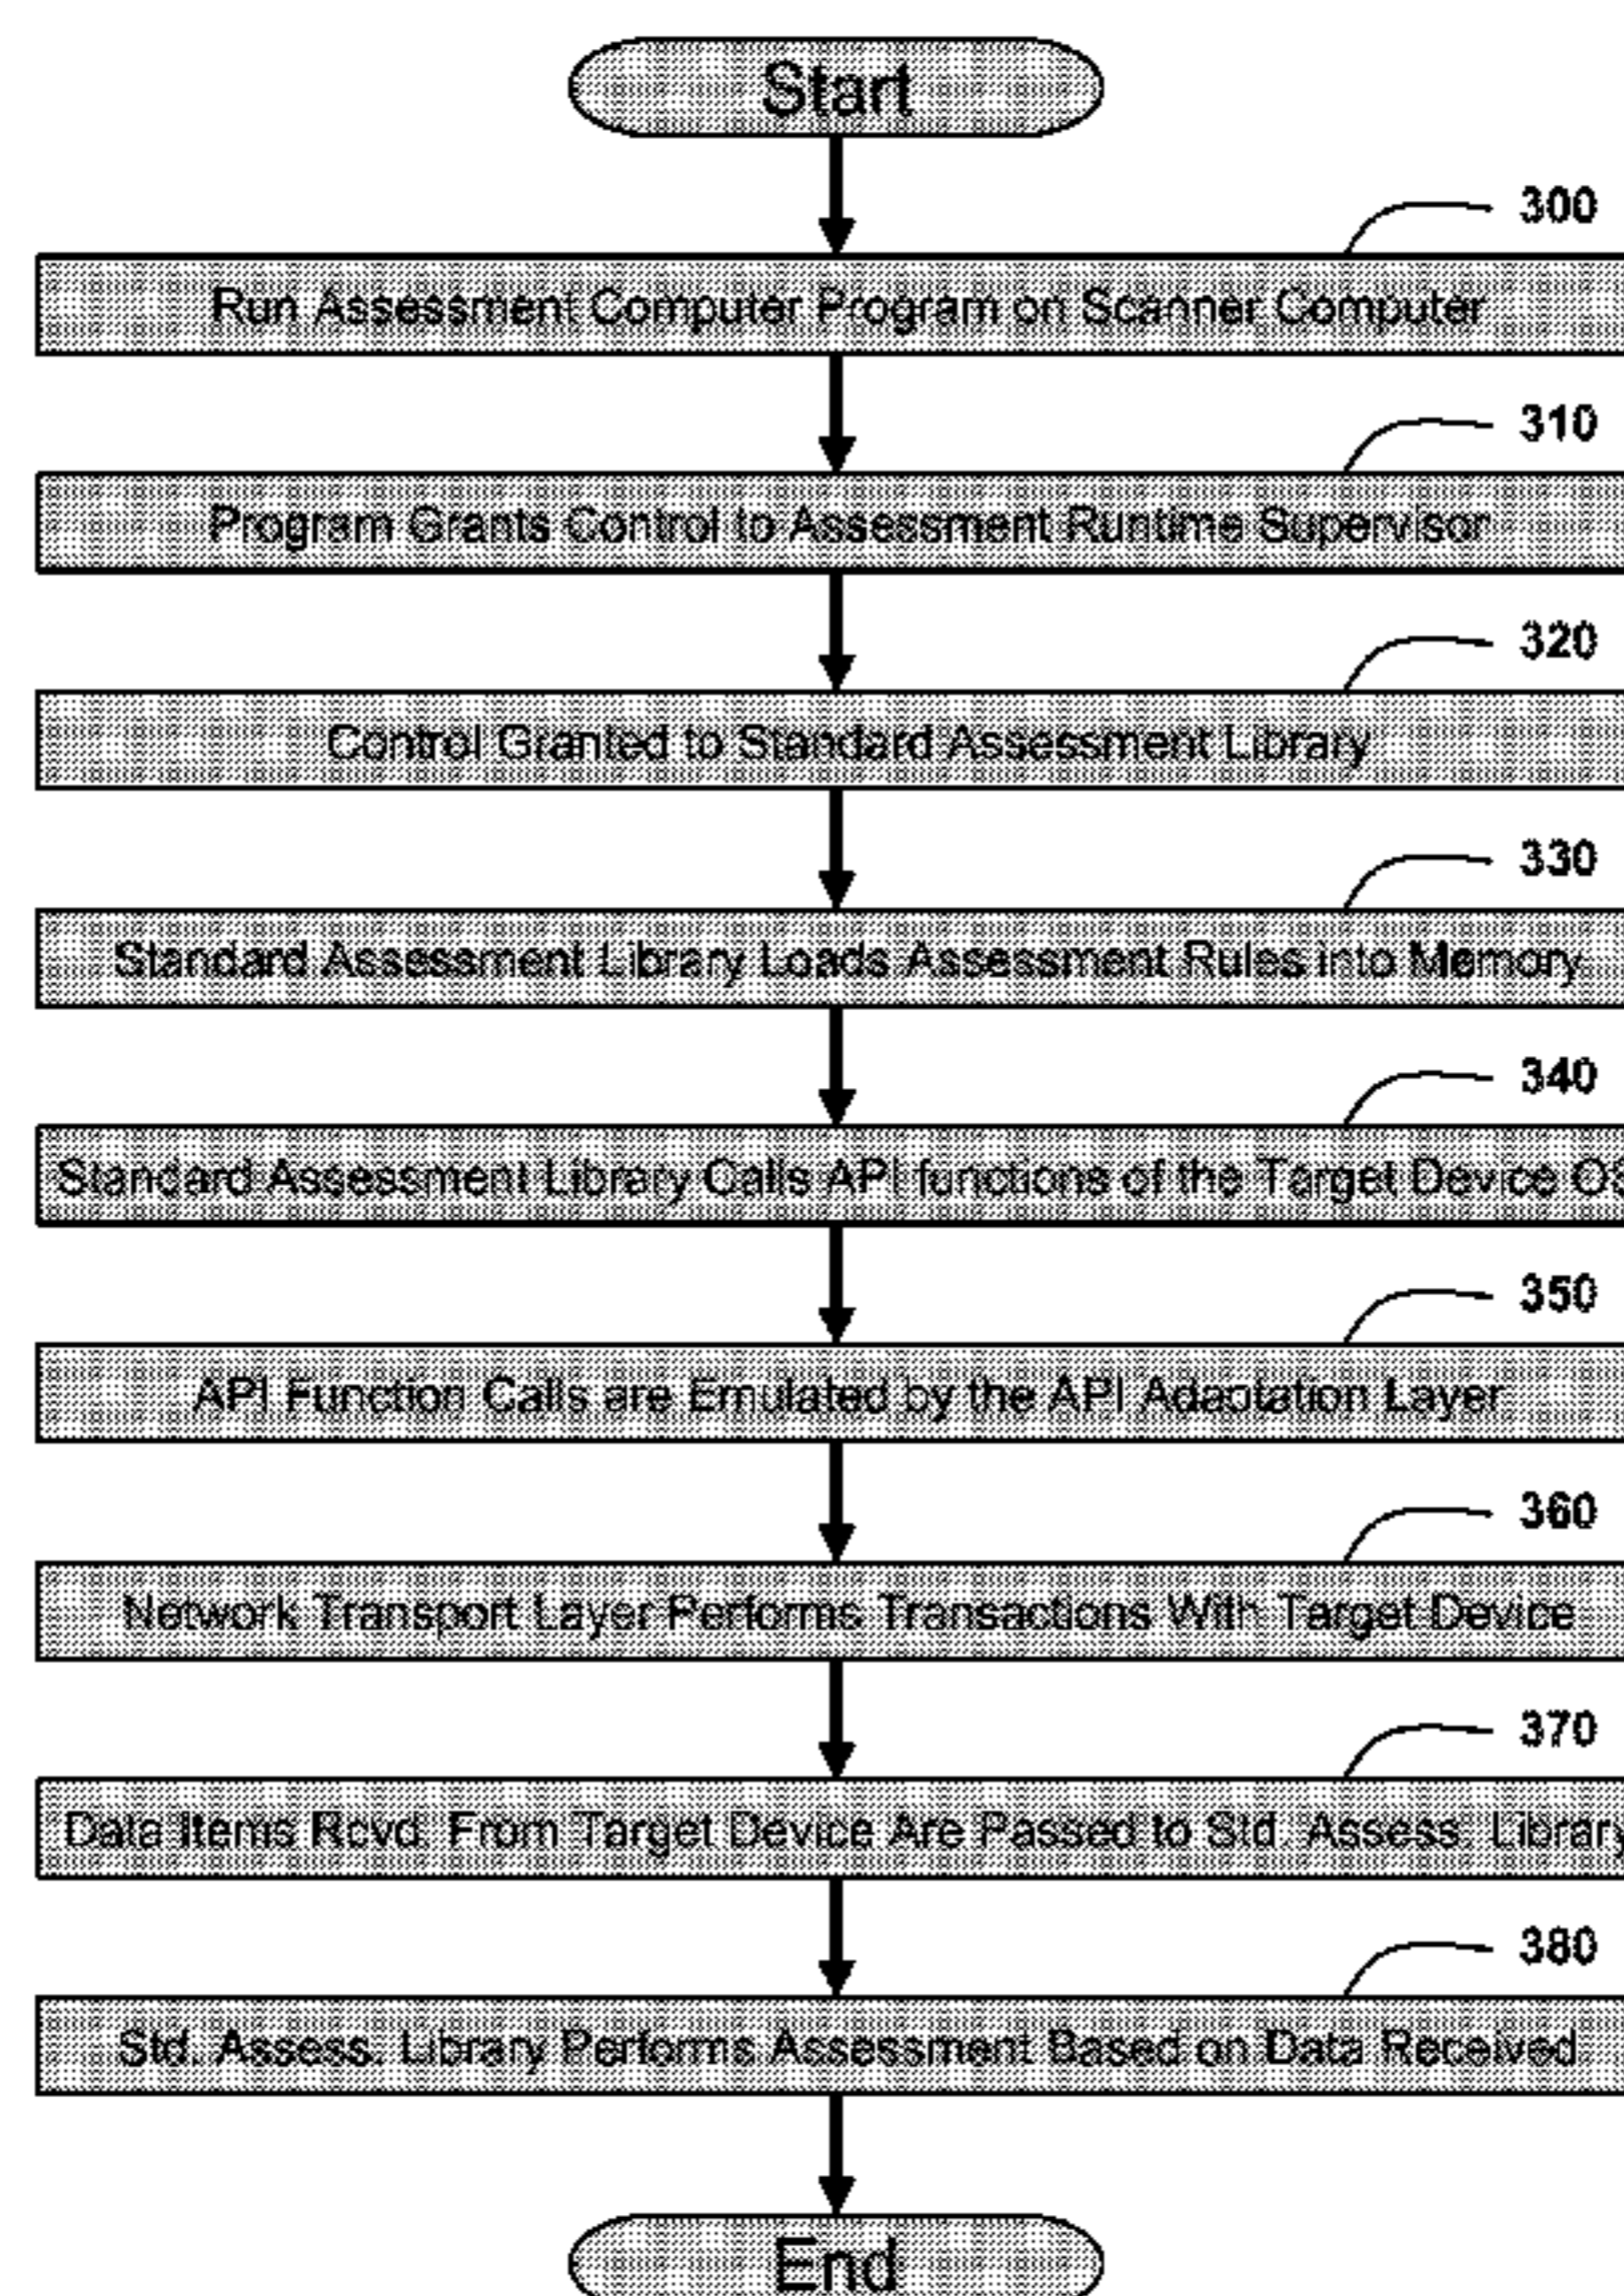 Start
300
Run Assessment Computer Program on Scanner Computer
310
Program Grants Control to Assessment Runtime Supervisor
320
Control Granted to Standard Assessment Library
330
Standard Assessment Library Loads Assessment Rules into Memory
340
Standard Assessment Library Calls API functions of the Target Device OS
350
API Function Calls are Emulated by the API Adaptation Layer
360
Network Transport Layer Performs Transactions With Target Device
370
Data Items Rcvd. From Target Device Are Passed to Std. Assess. Library
380
Std. Assess. Library Performs Assessment Based on Data Received
End